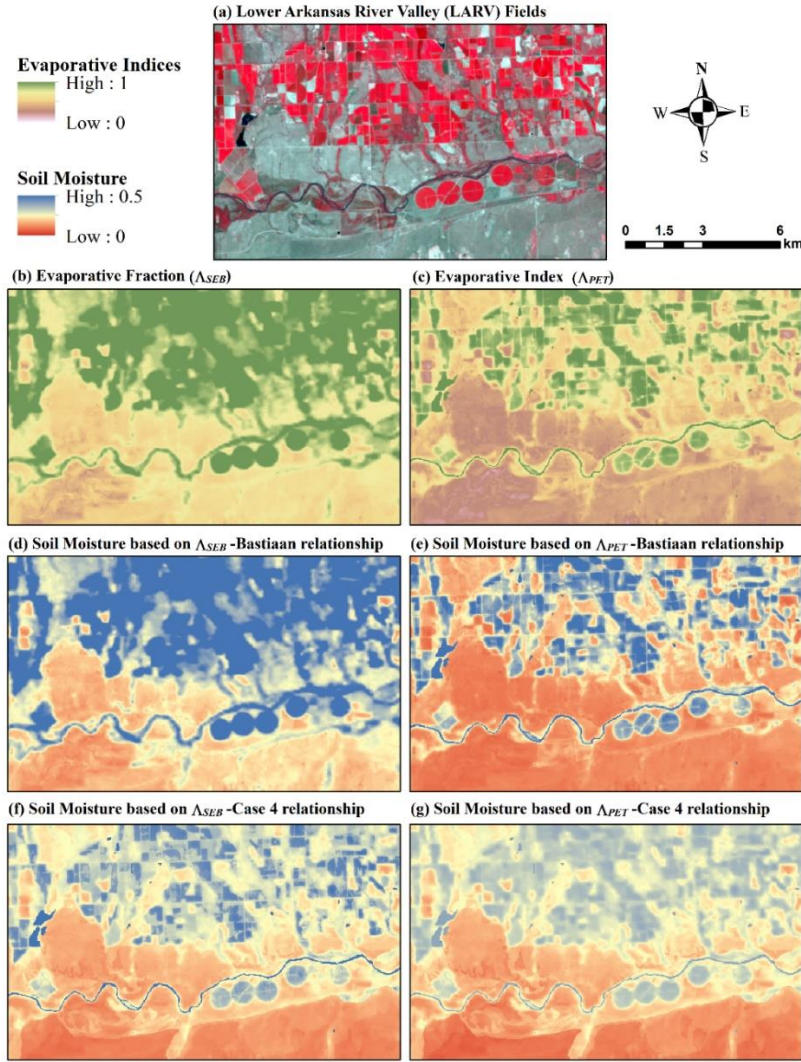 (a) Lower Arkansas River Valley (LARV) Fields
Evaporative Indices
High : 1
Low : 0
Soil Moisture
High : 0.5
Low : 0
N
W
E
S
0 1.5 3 6
km
(b) Evaporative Fraction (ΛSEB)
(c) Evaporative Index (ΛPET)
(d) Soil Moisture based on ΛSEB -Bastiaan relationship
(e) Soil Moisture based on ΛPET -Bastiaan relationship
(f) Soil Moisture based on ΛSEB -Case 4 relationship
(g) Soil Moisture based on ΛPET -Case 4 relationship